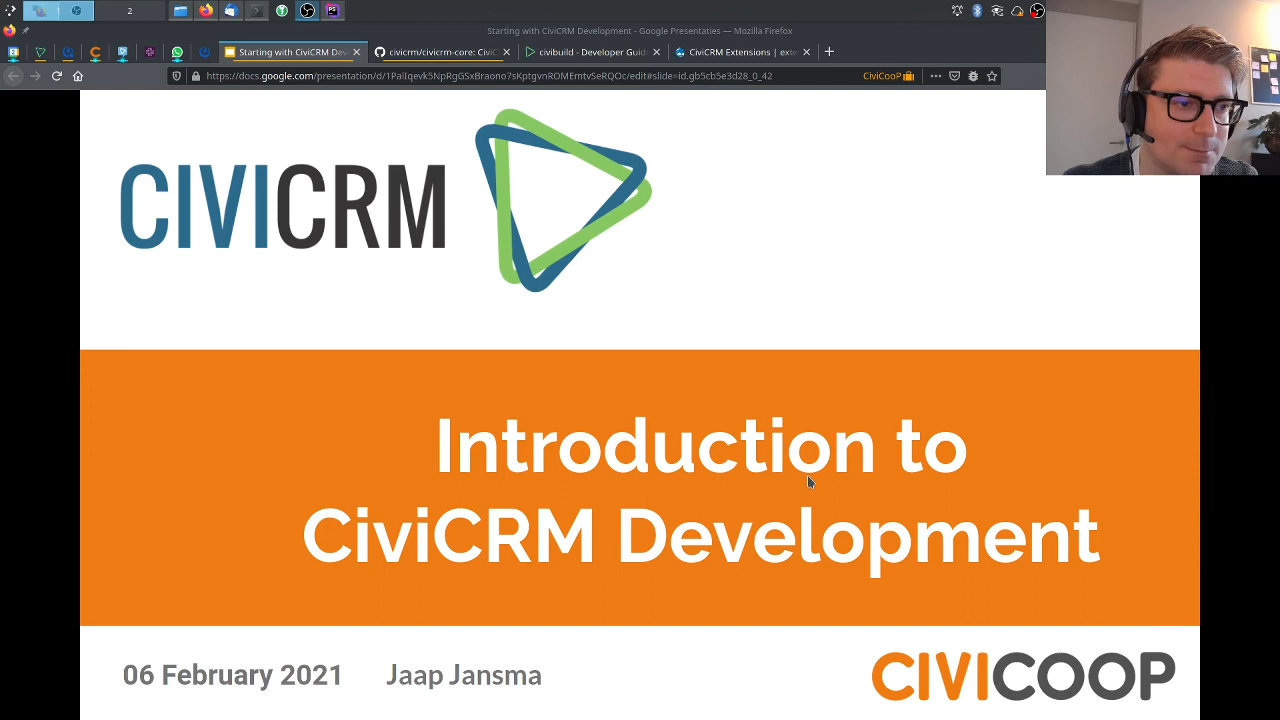 2
Starting with CiviCRM Development - Google Presentaties — Mozilla Firefox
Starting with CiviCRM Dev
civicrm/civicrm-core: Civi
civibuild - Developer Guid
CiviCRM Extensions | exte
CiviCooP
CIVICRM
Introduction to
CiviCRM Development
06 February 2021 Jaap Jansma
CIVICOOP